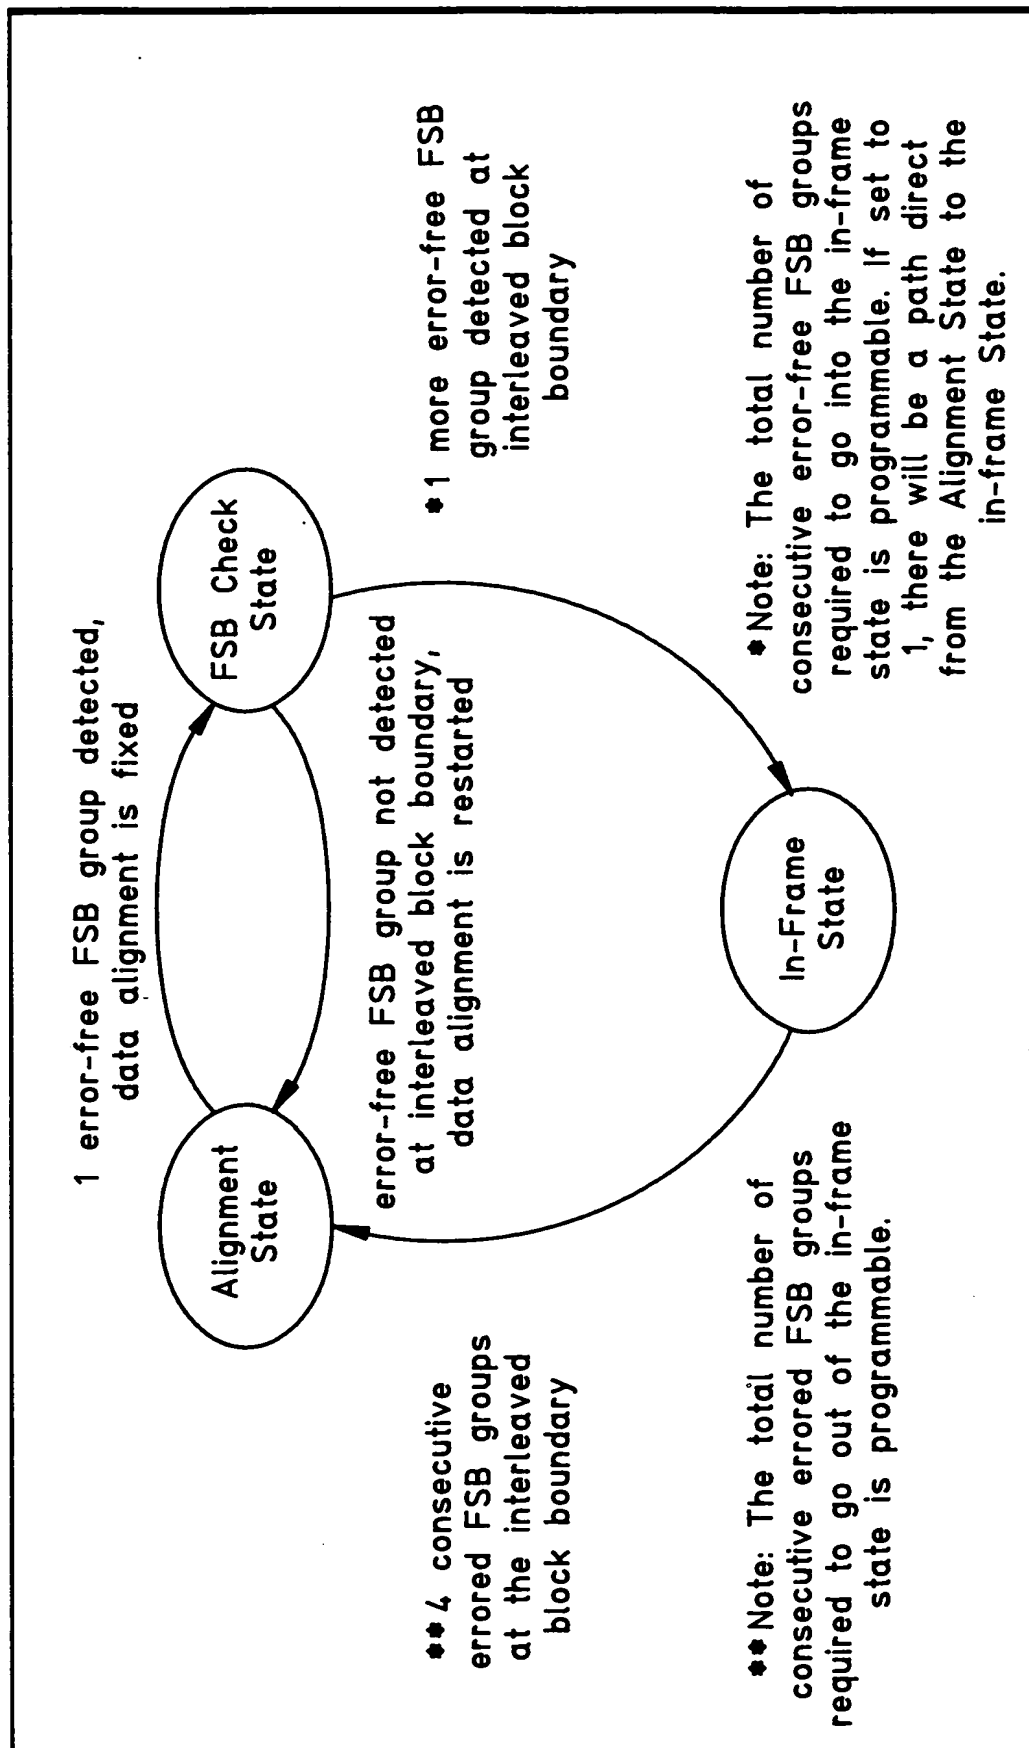 1 error-free FSB group detected,
data alignment is fixed
Alignment
State
FSB Check
State
error-free FSB group not detected
at interleaved block boundary,
data alignment is restarted
**4 consecutive
errored FSB groups
at the interleaved
block boundary
*1 more error-free FSB
group detected at
interleaved block
boundary
In-Frame
State
**Note: The total number of
consecutive errored FSB groups
required to go out of the in-frame
state is programmable.
*Note: The total number of
consecutive error-free FSB groups
required to go into the in-frame
state is programmable. If set to
1, there will be a path direct
from the Alignment State to the
in-frame State.